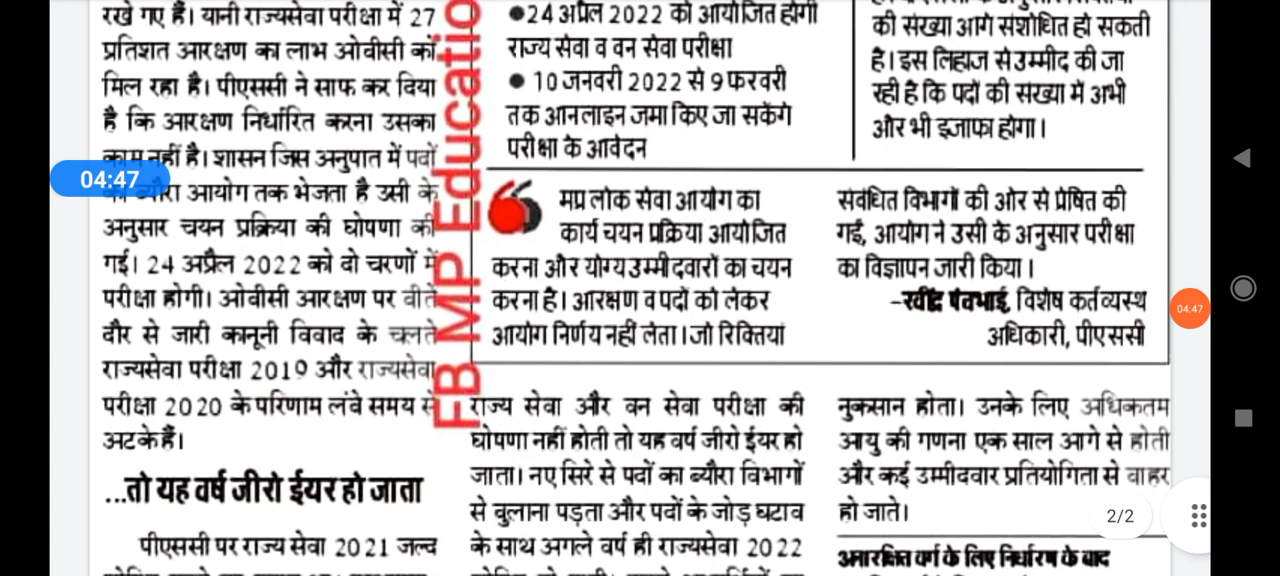 रखे गए हैं। यानी राज्यसेवा परीक्षा में 27
प्रतिशत आरक्षण का लाभ ओबीसी को
मिल रहा है। पीएससी ने साफ कर दिया
है कि आरक्षण निर्धारित करना उसका
काम नहीं है। शासन जिस अनुपात में पदों
ब्यौरा आयोग तक भेजता है उसी के
अनुसार चयन प्रक्रिया की घोषणा की
गई। 24 अप्रैल 2022 को दो चरणों में
परीक्षा होगी। ओबीसी आरक्षण पर बीते
दौर से जारी कानूनी विवाद के चलते
राज्यसेवा परीक्षा 2019 और राज्यसेवा
परीक्षा 2020 के परिणाम लंबे समय से
अटके हैं।
...तो यह वर्ष जीरो ईयर हो जाता
पीएससी पर राज्य सेवा 2021 जल्द
FB MP Educatio
●24 अप्रैल 2022 को आयोजित होगी
राज्य सेवा व वन सेवा परीक्षा
● 10 जनवरी 2022 से 9 फरवरी
तक आनलाइन जमा किए जा सकेंगे
परीक्षा के आवेदन
की संख्या आगे संशोधित हो सकती
है। इस लिहाज से उम्मीद की जा
रही है कि पदों की संख्या में अभी
और भी इजाफा होगा।
मप्र लोक सेवा आयोग का
कार्य चयन प्रक्रिया आयोजित
करना और योग्य उम्मीदवारों का चयन
करना है। आरक्षण व पदों को लेकर
आयोग निर्णय नहीं लेता। जो रिक्तियां
संबंधित विभागों की ओर से प्रेषित की
गईं, आयोग ने उसी के अनुसार परीक्षा
का विज्ञापन जारी किया।
-रवींद्र पंचभाई, विशेष कर्तव्यस्थ
अधिकारी, पीएससी
राज्य सेवा और वन सेवा परीक्षा की
घोषणा नहीं होती तो यह वर्ष जीरो ईयर हो
जाता। नए सिरे से पदों का ब्यौरा विभागों
से बुलाना पड़ता और पदों के जोड़ घटाव
के साथ अगले वर्ष ही राज्यसेवा 2022
नुकसान होता। उनके लिए अधिकतम
आयु की गणना एक साल आगे से होती
और कई उम्मीदवार प्रतियोगिता से बाहर
हो जाते।
अनारक्षित वर्ग के लिए निर्धारण के बाद
04:47
04:47
2/2